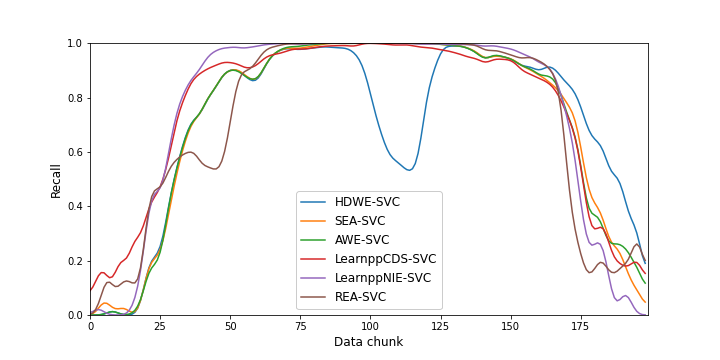 1.0
0.8
0.6
0.4
0.2
0.0
Recall
HDWE-SVC
SEA-SVC
AWE-SVC
LearnppCDS-SVC
LearnppNIE-SVC
REA-SVC
0 25 50 75 100 125 150 175
Data chunk